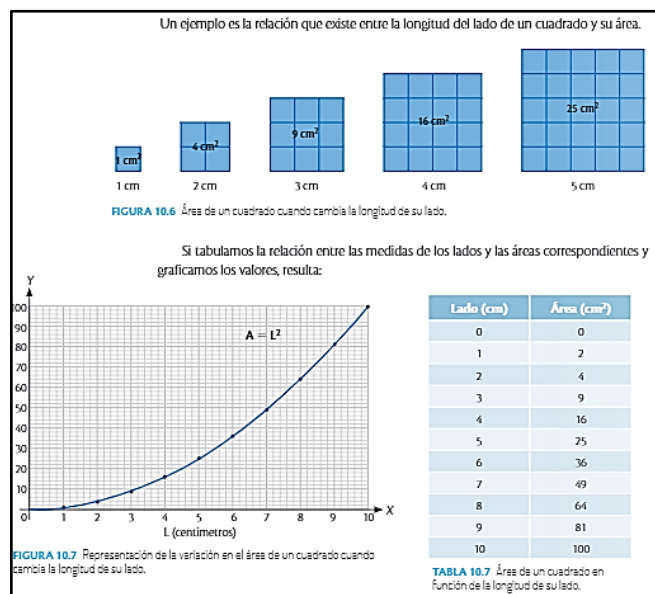 Un ejemplo es la relación que existe entre la longitud del lado de un cuadrado y su área.
1 cm²
4 cm²
9 cm²
16 cm²
25 cm²
1 cm
2 cm
3 cm
4 cm
5 cm
FIGURA 10.6 Área de un cuadrado cuando cambia la longitud de su lado.
Si tabulamos la relación entre las medidas de los lados y las áreas correspondientes y
graficamos los valores, resulta:
Y
100
90
80
70
60
50
40
30
20
10
A = L²
0 1 2 3 4 5 6 7 8 9 10 X
L (centímetros)
FIGURA 10.7 Representación de la variación en el área de un cuadrado cuando
cambia la longitud de su lado.
Lado (cm) Área (cm²)
0 0
1 2
2 4
3 9
4 16
5 25
6 36
7 49
8 64
9 81
10 100
TABLA 10.7 Área de un cuadrado en
función de la longitud de su lado.